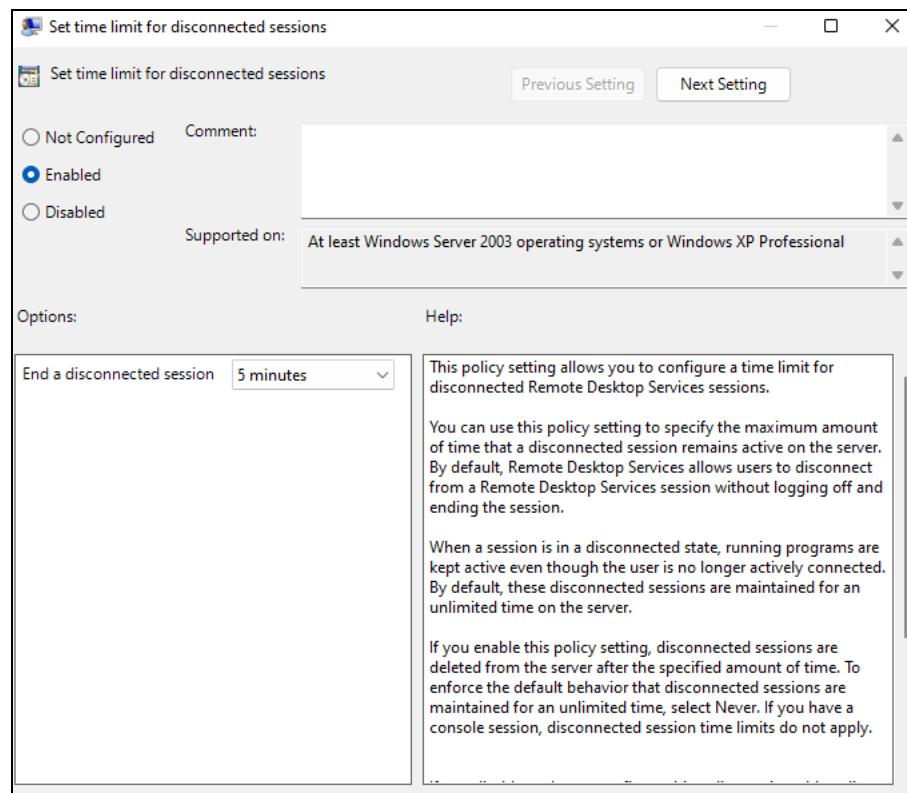 Set time limit for disconnected sessions
Set time limit for disconnected sessions
Previous Setting
Next Setting
Not Configured
Comment:
Enabled
Disabled
Supported on:
At least Windows Server 2003 operating systems or Windows XP Professional
Options:
Help:
End a disconnected session
5 minutes
This policy setting allows you to configure a time limit for
disconnected Remote Desktop Services sessions.
You can use this policy setting to specify the maximum amount
of time that a disconnected session remains active on the server.
By default, Remote Desktop Services allows users to disconnect
from a Remote Desktop Services session without logging off and
ending the session.
When a session is in a disconnected state, running programs are
kept active even though the user is no longer actively connected.
By default, these disconnected sessions are maintained for an
unlimited time on the server.
If you enable this policy setting, disconnected sessions are
deleted from the server after the specified amount of time. To
enforce the default behavior that disconnected sessions are
maintained for an unlimited time, select Never. If you have a
console session, disconnected session time limits do not apply.